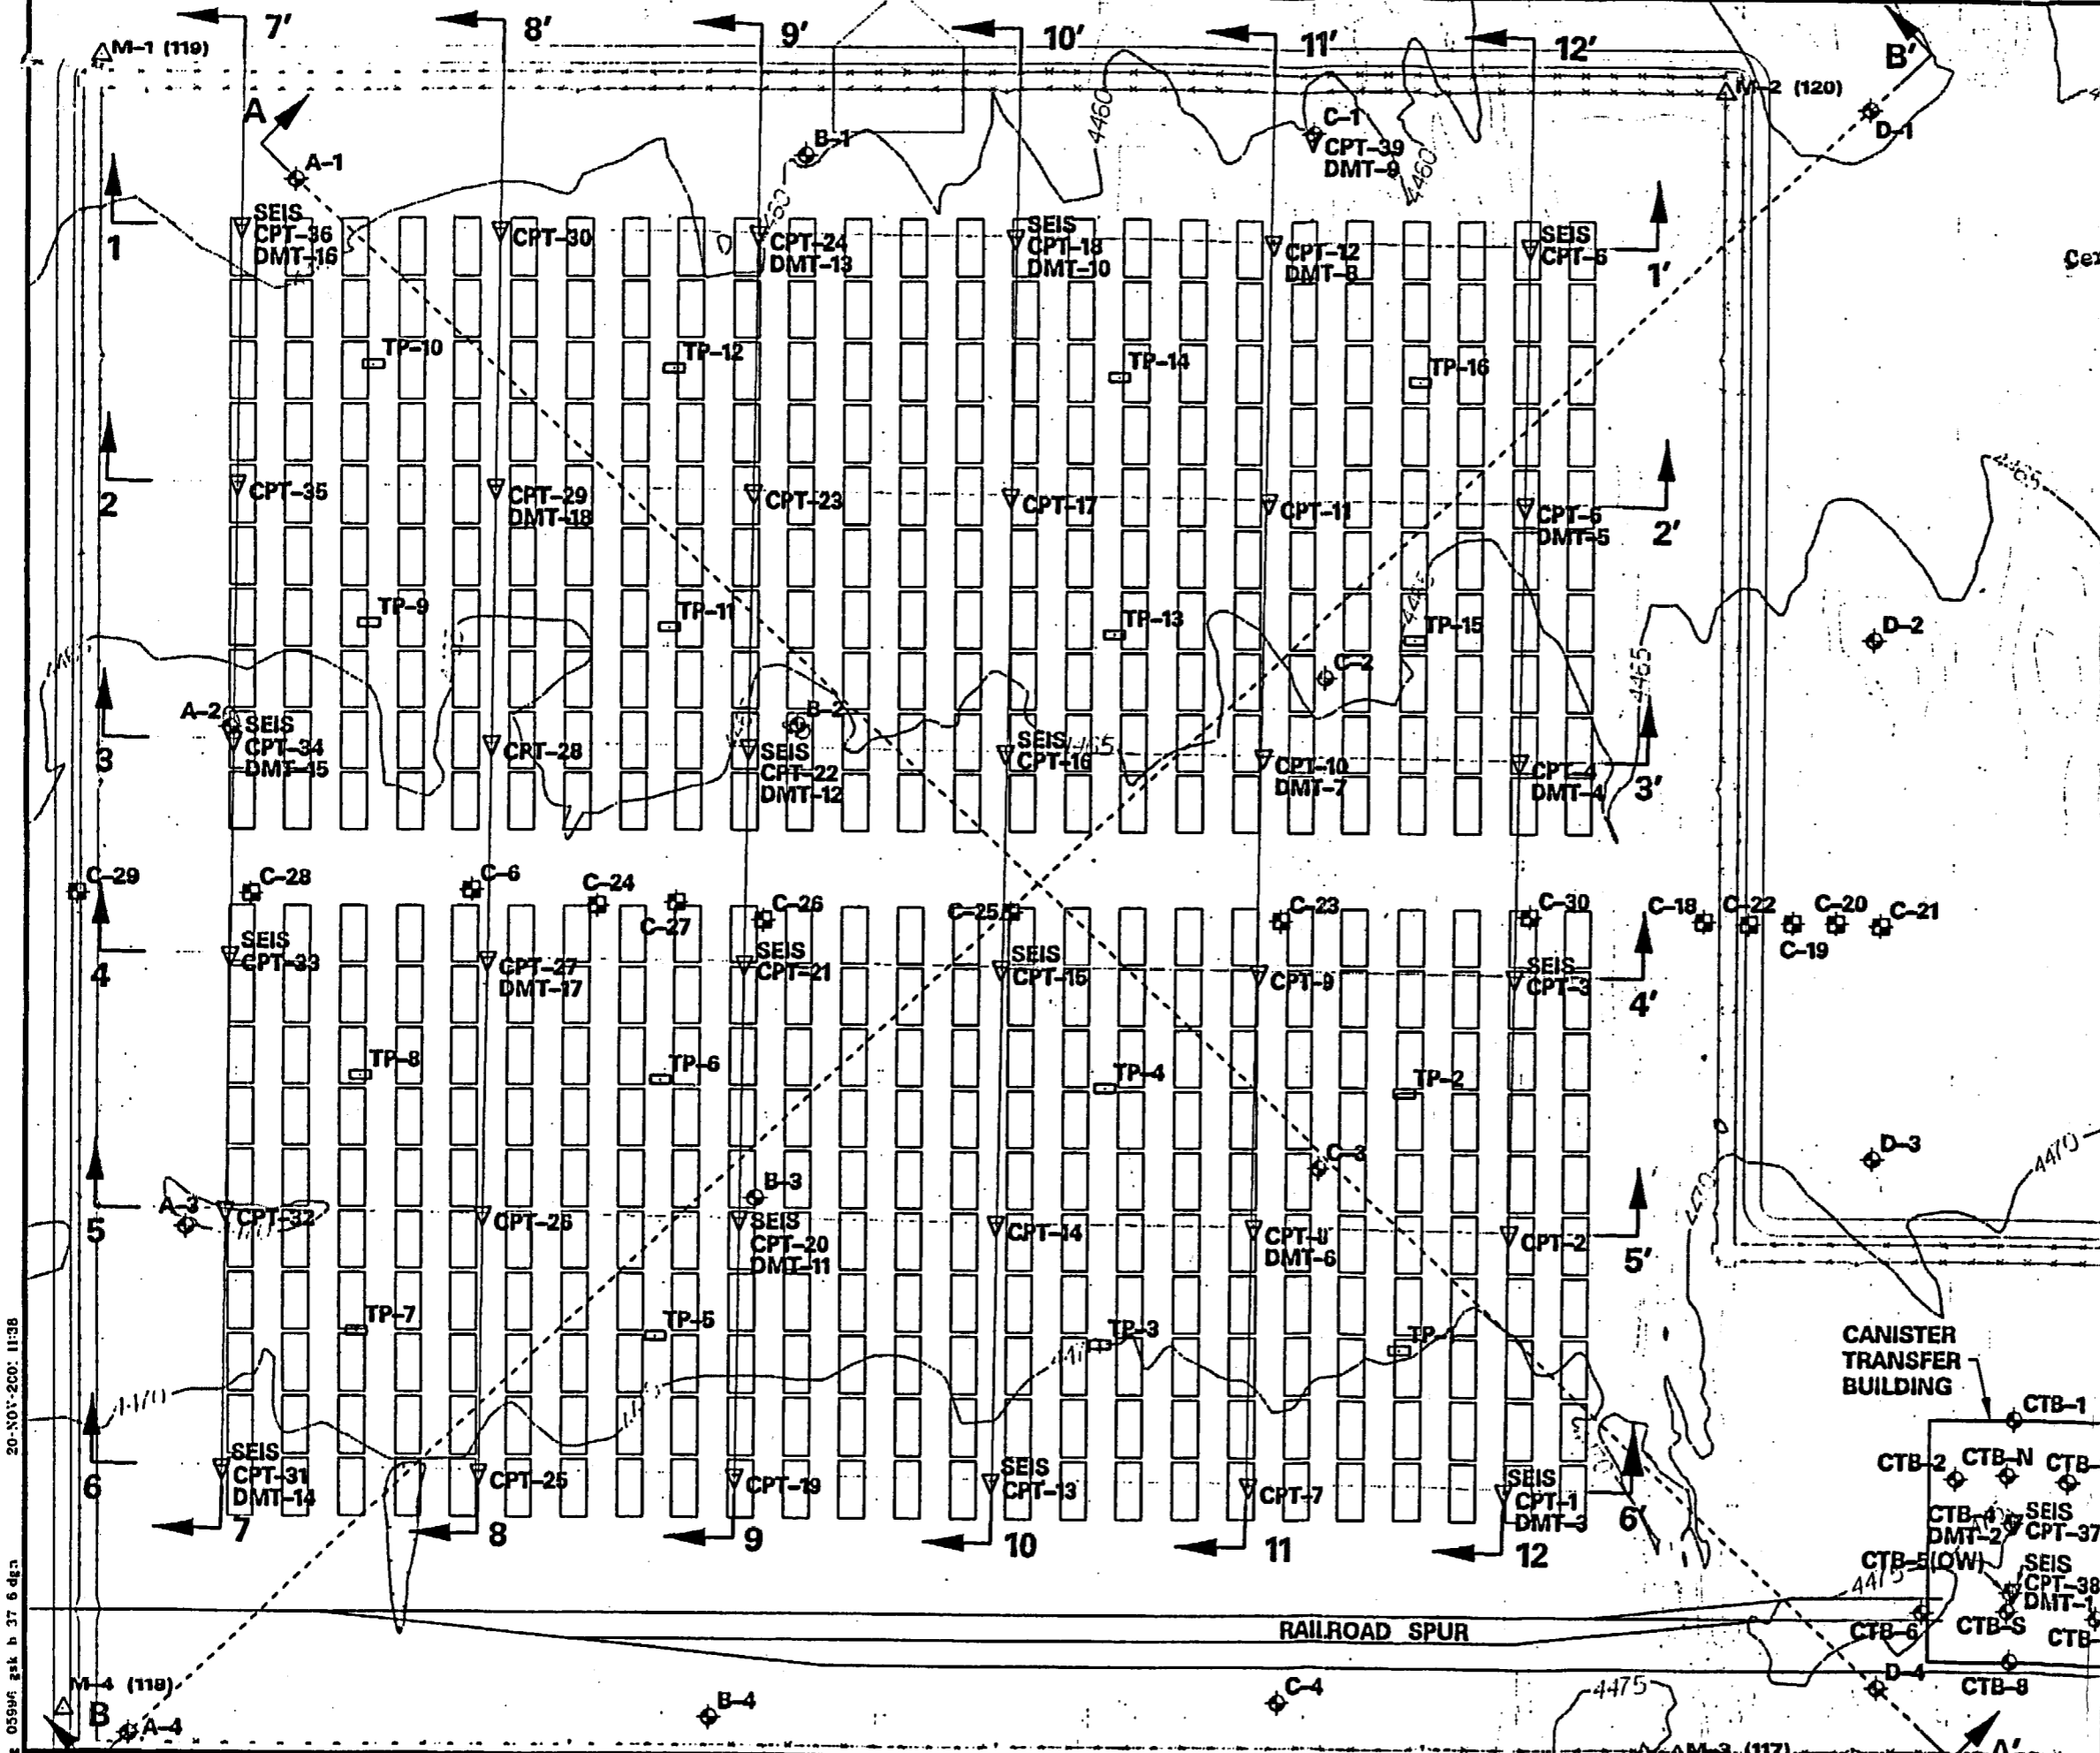 7'
8'
9'
10'
11'
12'
B'
M-1 (119)
M-2 (120)
A
A-1
B-1
4460
C-1
CPT-39
DMT-9
4460
D-1
1
SEIS
CPT-36
DMT-16
CPT-30
CPT-24
DMT-13
SEIS
CPT-18
DMT-10
CPT-12
DMT-8
SEIS
CPT-6
1'
TP-10
TP-12
TP-14
TP-16
2
CPT-35
CPT-29
DMT-18
CPT-23
CPT-17
CPT-11
CPT-6
DMT-5
2'
4465
TP-9
TP-11
TP-13
TP-15
D-2
C-2
4465
A-2
B-2
3
SEIS
CPT-34
DMT-15
CPT-28
SEIS
CPT-22
DMT-12
SEIS
CPT-16
CPT-10
DMT-7
CPT-4
DMT-4
3'
C-29
C-28
C-6
C-24
C-27
C-26
C-25
C-23
C-30
C-18
C-22
C-19
C-20
C-21
4
SEIS
CPT-33
CPT-27
DMT-17
SEIS
CPT-21
SEIS
CPT-15
CPT-9
SEIS
CPT-3
4'
TP-8
TP-6
TP-4
TP-2
C-3
D-3
4470
4470
B-3
A-3
5
CPT-32
CPT-26
SEIS
CPT-20
DMT-11
CPT-14
CPT-8
DMT-6
CPT-2
5'
TP-7
TP-5
TP-3
CANISTER
TRANSFER
BUILDING
CTB-1
6
SEIS
CPT-31
DMT-14
CPT-25
CPT-19
SEIS
CPT-13
CPT-7
SEIS
CPT-1
DMT-3
6'
CTB-2
CTB-N
CTB-4
DMT-2
SEIS
CPT-37
CTB-5(OW)
SEIS
CPT-38
DMT-1
4475
CTB-6
CTB-S
7
8
9
10
11
12
RAILROAD SPUR
M-4 (118)
B
A-4
B-4
C-4
4475
D-4
CTB-8
M-3 (117)
A'